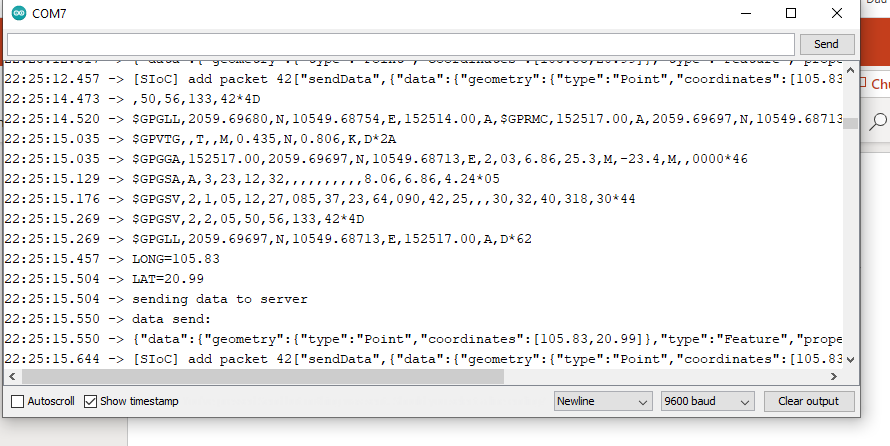 COM7
Send
22:25:12.457 -> [SIoC] add packet 42["sendData",{"data":{"geometry":{"type":"Point","coordinates":[105.83
22:25:14.473 -> ,50,56,133,42*4D
22:25:14.520 -> $GPGLL,2059.69680,N,10549.68754,E,152514.00,A,$GPRMC,152517.00,A,2059.69697,N,10549.68713
22:25:15.035 -> $GPVTG,,T,,M,0.435,N,0.806,K,D*2A
22:25:15.035 -> $GPGGA,152517.00,2059.69697,N,10549.68713,E,2,03,6.86,25.3,M,-23.4,M,,0000*46
22:25:15.129 -> $GPGSA,A,3,23,12,32,,,,,,,,,,8.06,6.86,4.24*05
22:25:15.176 -> $GPGSV,2,1,05,12,27,085,37,23,64,090,42,25,,,30,32,40,318,30*44
22:25:15.269 -> $GPGSV,2,2,05,50,56,133,42*4D
22:25:15.269 -> $GPGLL,2059.69697,N,10549.68713,E,152517.00,A,D*62
22:25:15.457 -> LONG=105.83
22:25:15.504 -> LAT=20.99
22:25:15.504 -> sending data to server
22:25:15.550 -> data send:
22:25:15.550 -> {"data":{"geometry":{"type":"Point","coordinates":[105.83,20.99]},"type":"Feature","prope
22:25:15.644 -> [SIoC] add packet 42["sendData",{"data":{"geometry":{"type":"Point","coordinates":[105.83
Autoscroll Show timestamp Newline 9600 baud Clear output
Ch